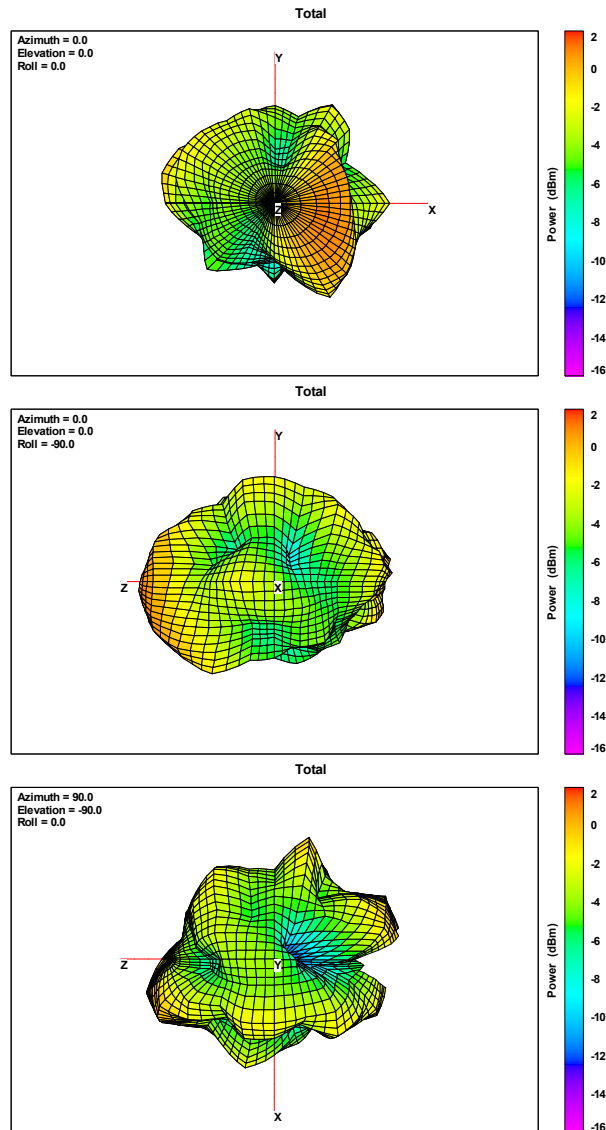 Total
Azimuth = 0.0
Elevation = 0.0
Roll = 0.0
Y
X
Z
2
0
-2
-4
-6
-8
-10
-12
-14
-16
Power (dBm)
Total
Azimuth = 0.0
Elevation = 0.0
Roll = -90.0
Y
Z
X
2
0
-2
-4
-6
-8
-10
-12
-14
-16
Power (dBm)
Total
Azimuth = 90.0
Elevation = -90.0
Roll = 0.0
Z
Y
X
2
0
-2
-4
-6
-8
-10
-12
-14
-16
Power (dBm)